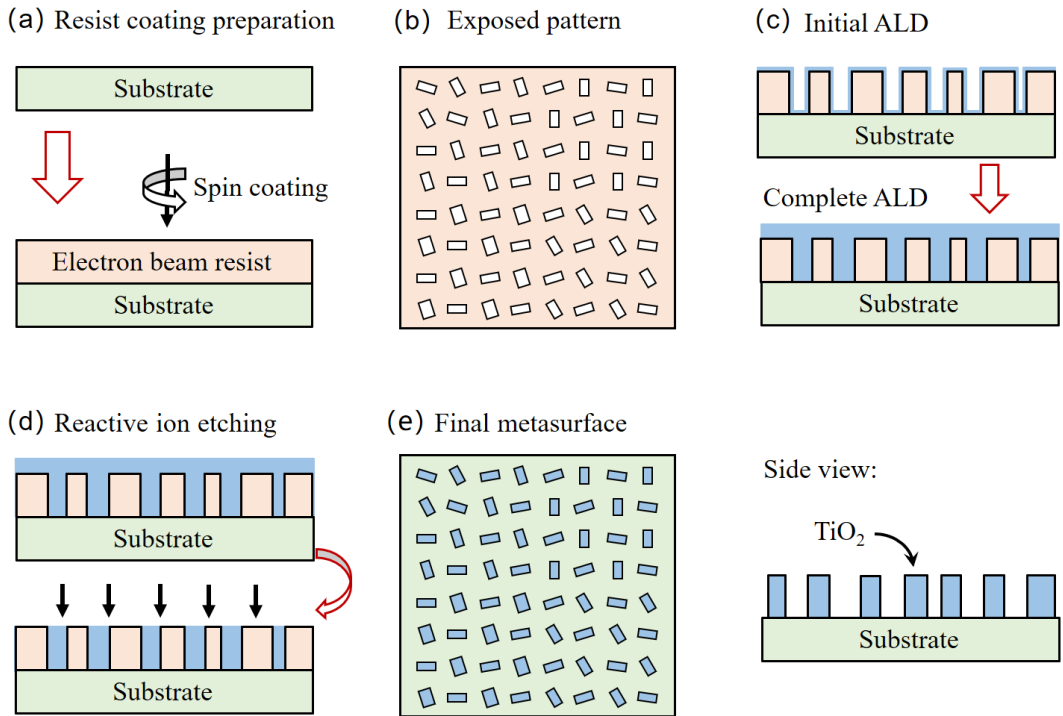 (a) Resist coating preparation
Substrate
Spin coating
Electron beam resist
Substrate
(b) Exposed pattern
(c) Initial ALD
Substrate
Complete ALD
Substrate
(d) Reactive ion etching
Substrate
Substrate
(e) Final metasurface
Side view:
TiO₂
Substrate